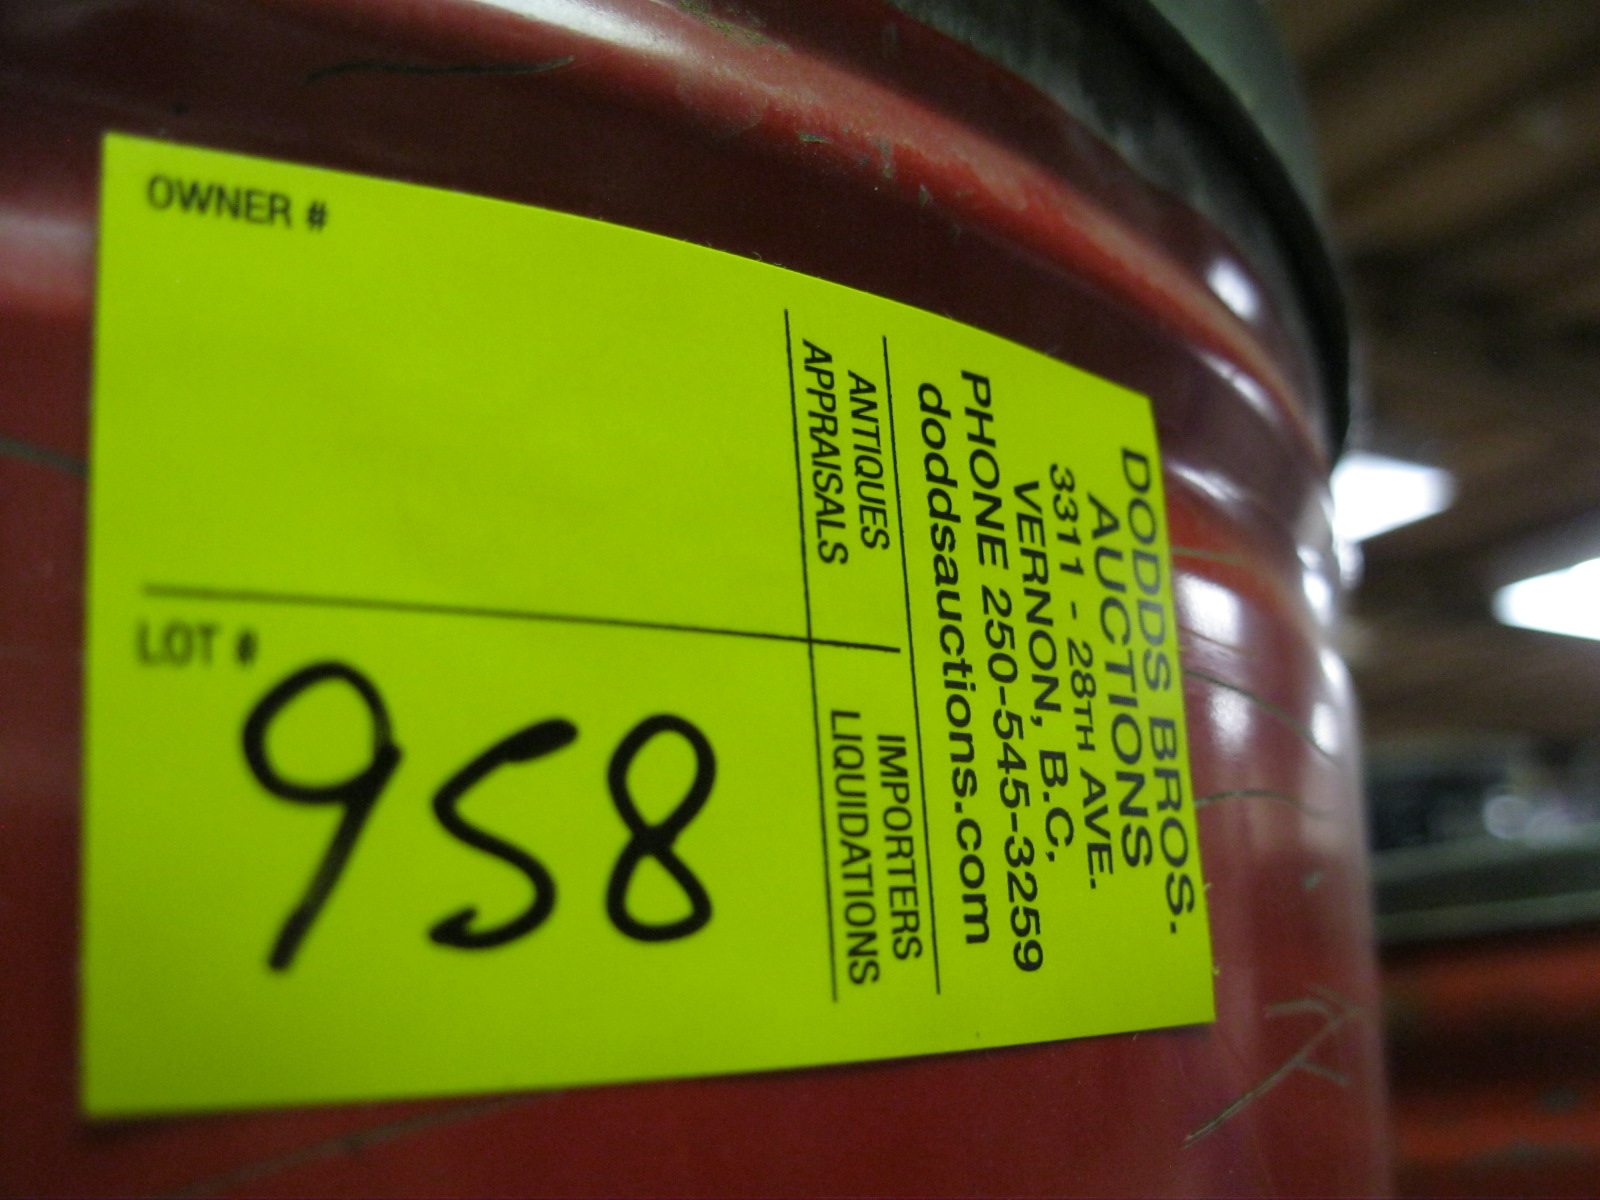 OWNER #
LOT #
958
DODDS BROS.
AUCTIONS
3311 - 28TH AVE.
VERNON, B.C,
PHONE 250-545-3259
doddsauctions.com
ANTIQUES
APPRAISALS
IMPORTERS
LIQUIDATIONS